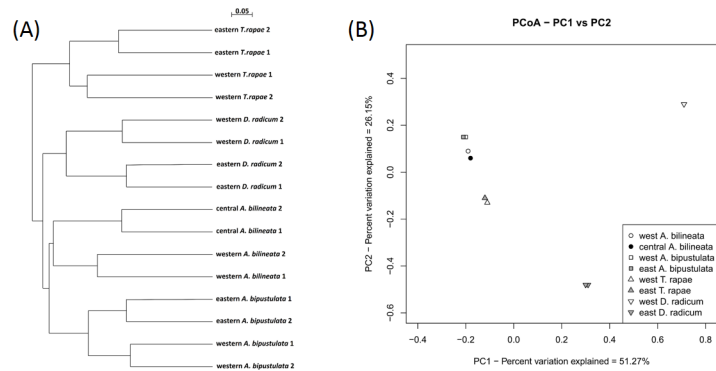 (A)
0.05
eastern T.rapae 2
eastern T.rapae 1
western T.rapae 1
western T.rapae 2
western D. radicum 2
western D. radicum 1
eastern D. radicum 2
eastern D. radicum 1
central A. bilineata 2
central A. bilineata 1
western A. bilineata 2
western A. bilineata 1
eastern A. bipustulata 1
eastern A. bipustulata 2
western A. bipustulata 1
western A. bipustulata 2
(B)
PCoA − PC1 vs PC2
PC2 − Percent variation explained = 26.15%
0.4
0.2
0.0
−0.2
−0.4
−0.6
west A. bilineata
central A. bilineata
west A. bipustulata
east A. bipustulata
west T. rapae
east T. rapae
west D. radicum
east D. radicum
−0.4 −0.2 0.0 0.2 0.4 0.6 0.8
PC1 − Percent variation explained = 51.27%